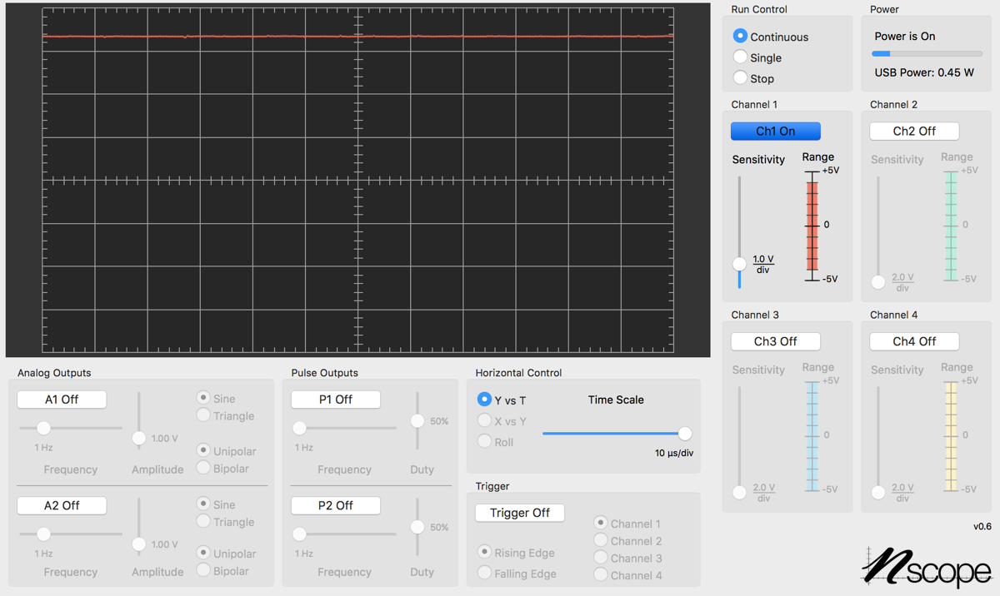 Run Control
Continuous
Single
Stop
Power
Power is On
USB Power: 0.45 W
Channel 1
Ch1 On
Sensitivity
Range
+5V
0
-5V
1.0 V
div
Channel 2
Ch2 Off
Sensitivity
Range
+5V
0
-5V
2.0 V
div
Channel 3
Ch3 Off
Sensitivity
Range
+5V
0
-5V
2.0 V
div
Channel 4
Ch4 Off
Sensitivity
Range
+5V
0
-5V
2.0 V
div
Analog Outputs
A1 Off
Sine
Triangle
1.00 V
1 Hz
Unipolar
Bipolar
Frequency
Amplitude
A2 Off
Sine
Triangle
1.00 V
1 Hz
Unipolar
Bipolar
Frequency
Amplitude
Pulse Outputs
P1 Off
50%
1 Hz
Frequency
Duty
P2 Off
50%
1 Hz
Frequency
Duty
Horizontal Control
Y vs T
X vs Y
Roll
Time Scale
10 µs/div
Trigger
Trigger Off
Rising Edge
Falling Edge
Channel 1
Channel 2
Channel 3
Channel 4
v0.6
nscope